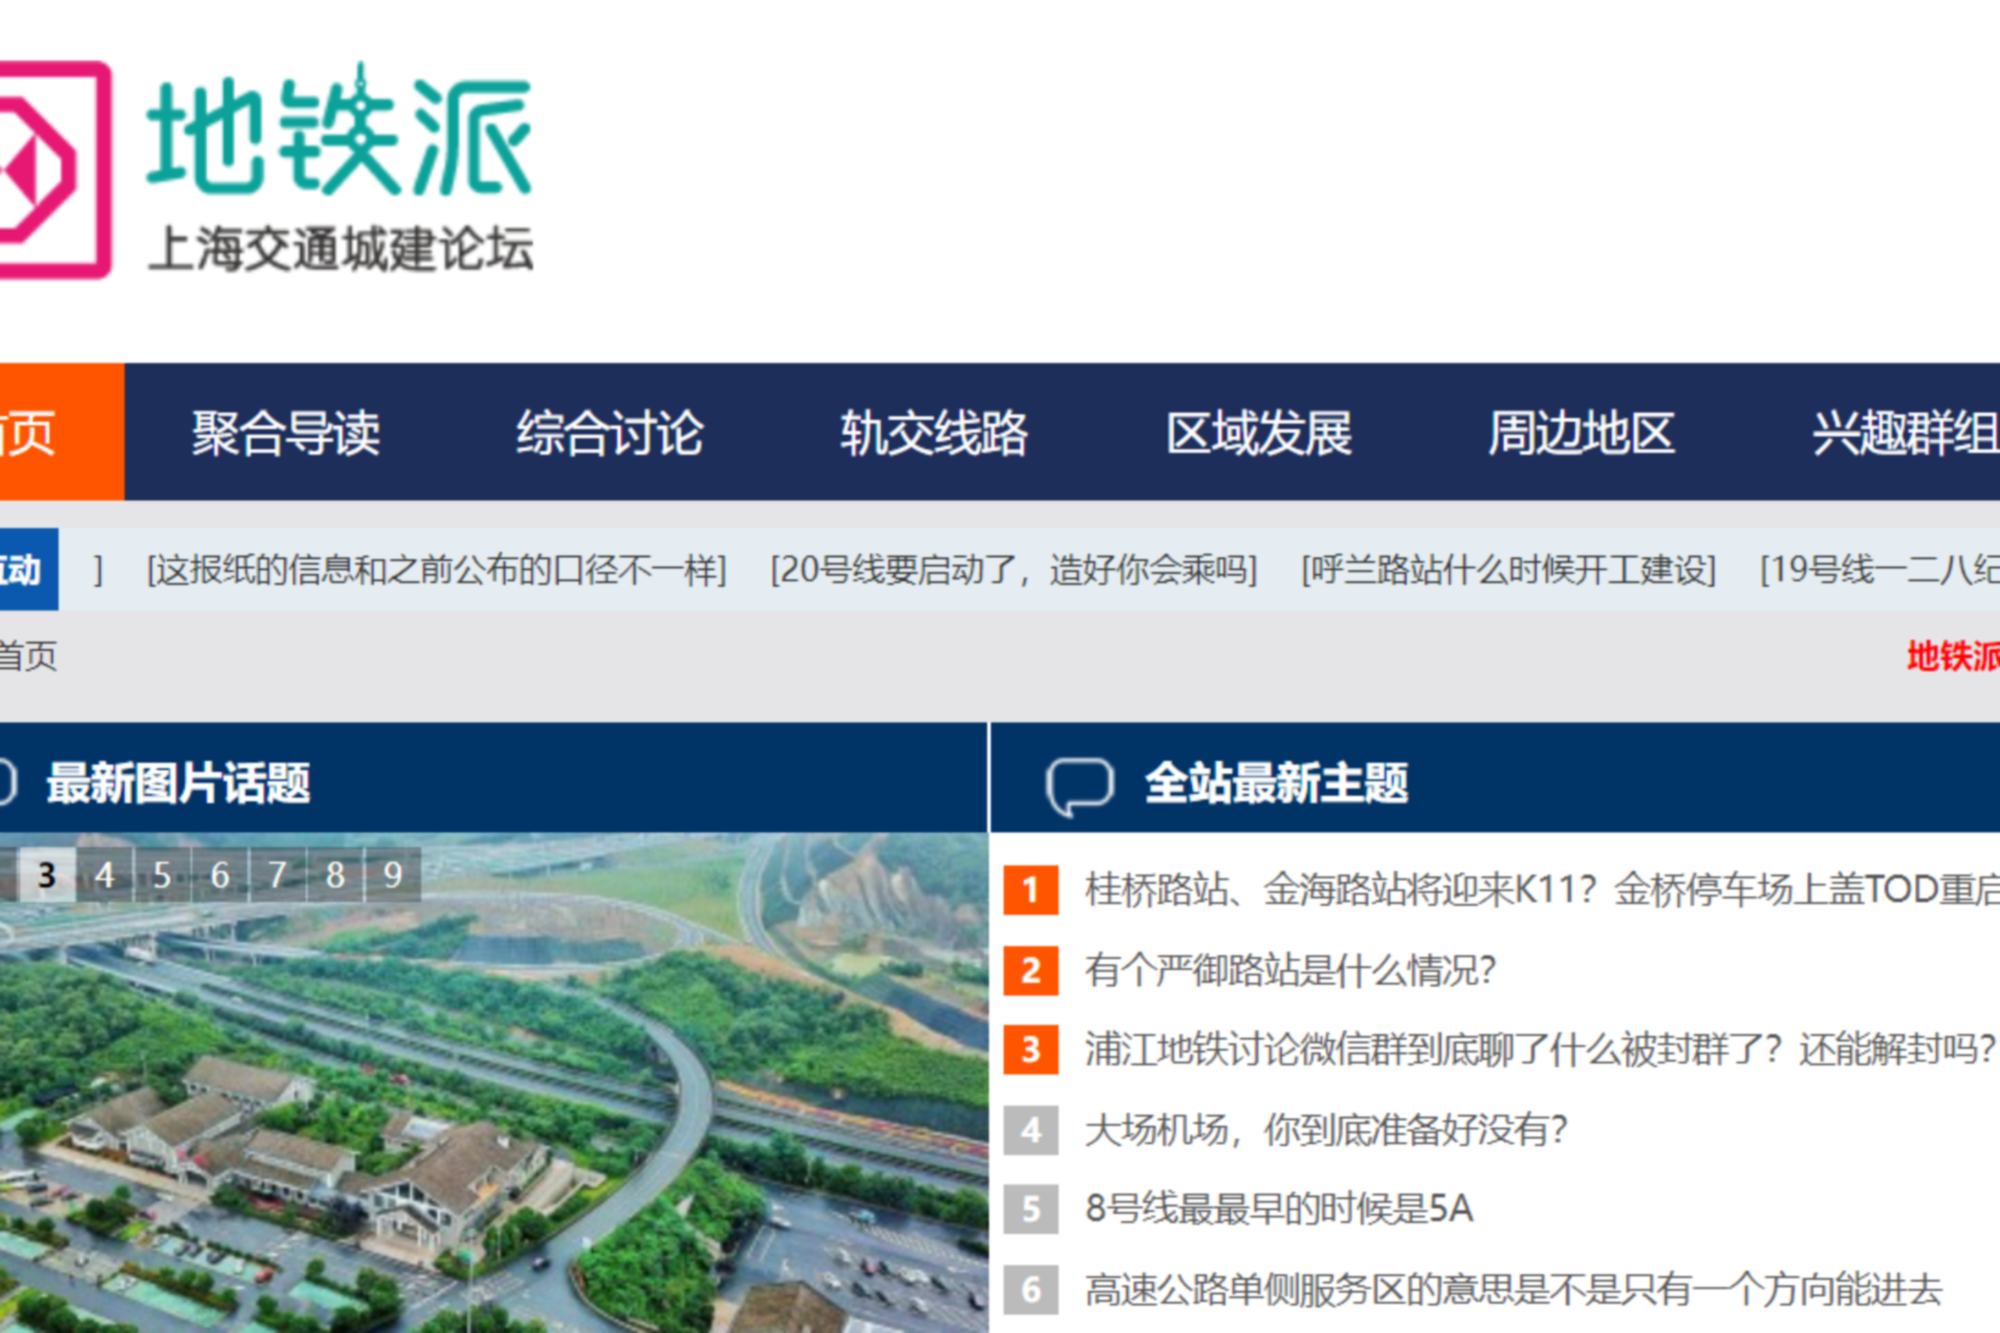 地铁派
上海交通城建论坛
首页 聚合导读 综合讨论 轨交线路 区域发展 周边地区 兴趣群组
互动 ] [这报纸的信息和之前公布的口径不一样] [20号线要启动了，造好你会乘吗] [呼兰路站什么时候开工建设] [19号线一二八纪
首页 地铁派
最新图片话题
3 4 5 6 7 8 9
全站最新主题
1 桂桥路站、金海路站将迎来K11？金桥停车场上盖TOD重启
2 有个严御路站是什么情况？
3 浦江地铁讨论微信群到底聊了什么被封群了？还能解封吗？
4 大场机场，你到底准备好没有？
5 8号线最最早的时候是5A
6 高速公路单侧服务区的意思是不是只有一个方向能进去